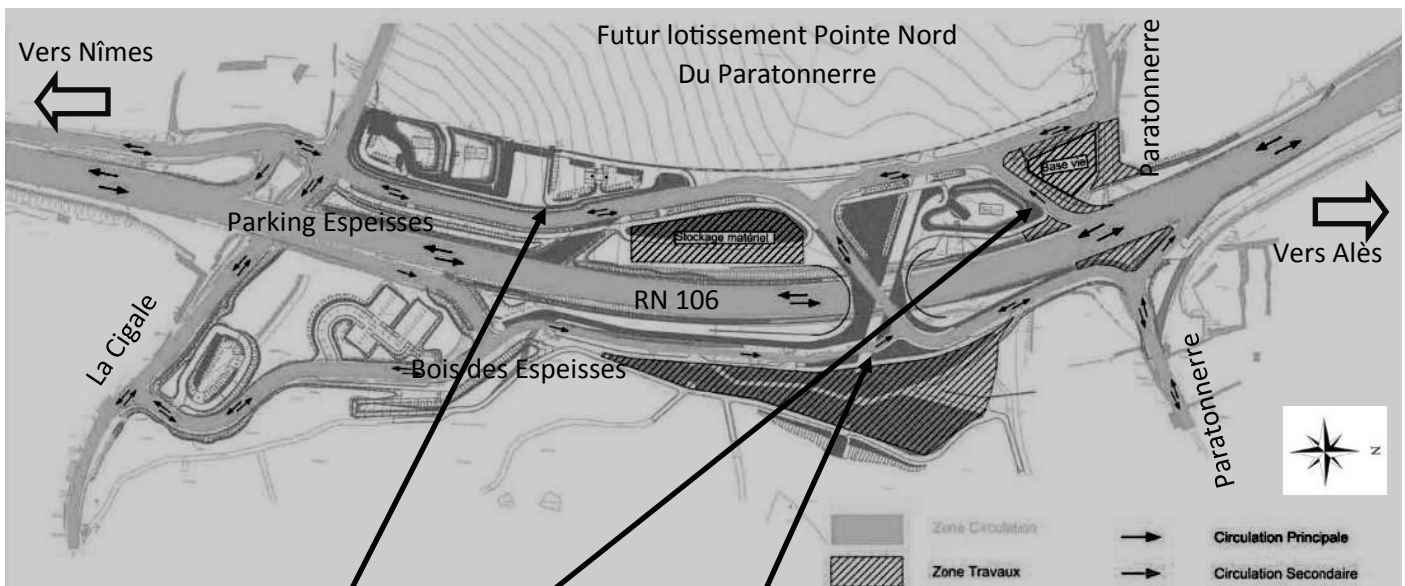 Vers Nîmes
Futur lotissement Pointe Nord
Du Paratonnerre
Paratonnerre
Base vie
Parking Espeisses
Stockage matériel
Vers Alès
RN 106
La Cigale
Bois des Espeisses
Paratonnerre
N
Zone Circulation
Circulation Principale
Zone Travaux
Circulation Secondaire